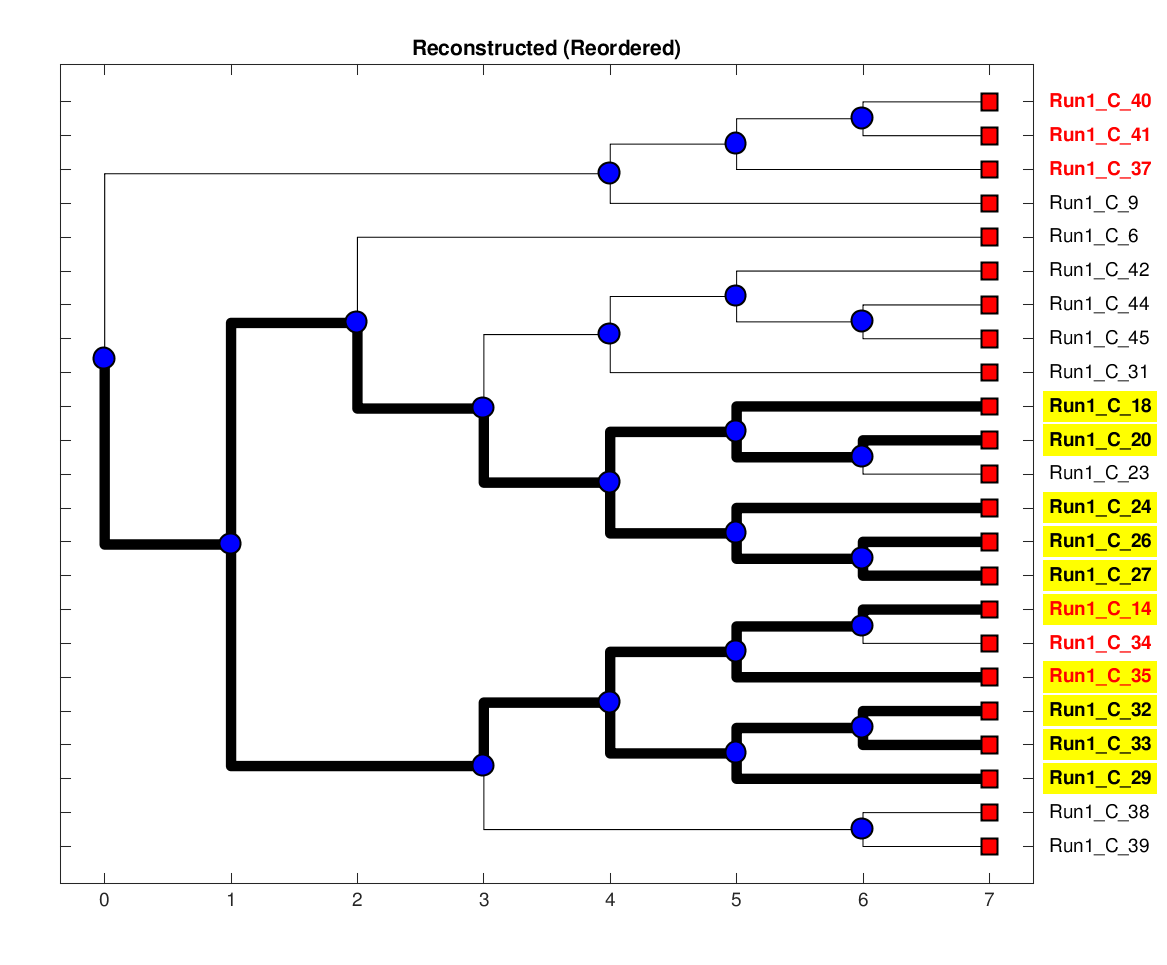 Reconstructed (Reordered)
Run1_C_40
Run1_C_41
Run1_C_37
Run1_C_9
Run1_C_6
Run1_C_42
Run1_C_44
Run1_C_45
Run1_C_31
Run1_C_18
Run1_C_20
Run1_C_23
Run1_C_24
Run1_C_26
Run1_C_27
Run1_C_14
Run1_C_34
Run1_C_35
Run1_C_32
Run1_C_33
Run1_C_29
Run1_C_38
Run1_C_39
0 1 2 3 4 5 6 7